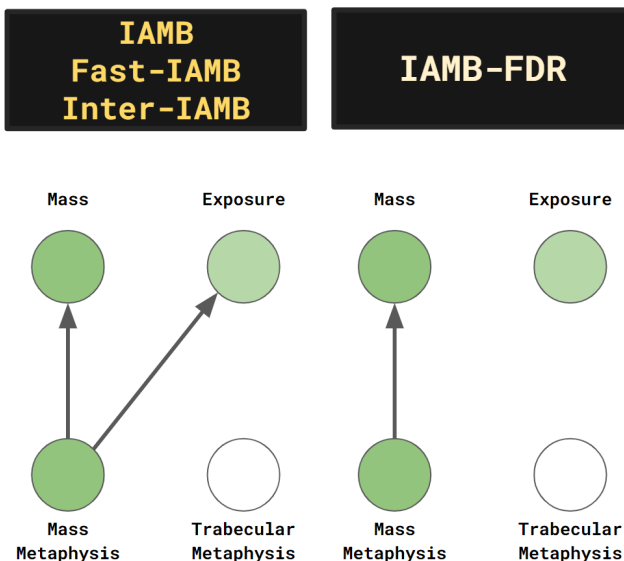 IAMB
Fast-IAMB
Inter-IAMB
IAMB-FDR
Mass Exposure Mass Exposure
Mass Trabecular Mass Trabecular
Metaphysis Metaphysis Metaphysis Metaphysis